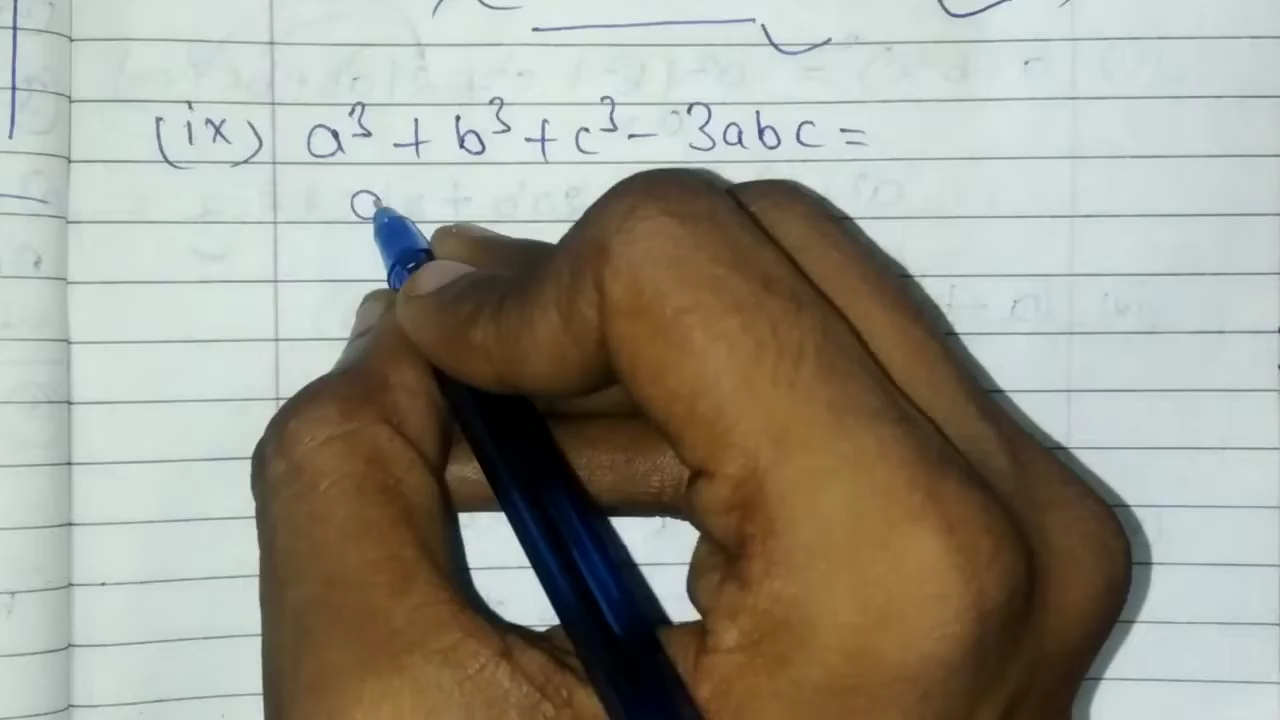 (ix) a³ + b³ + c³ - 3abc =
a